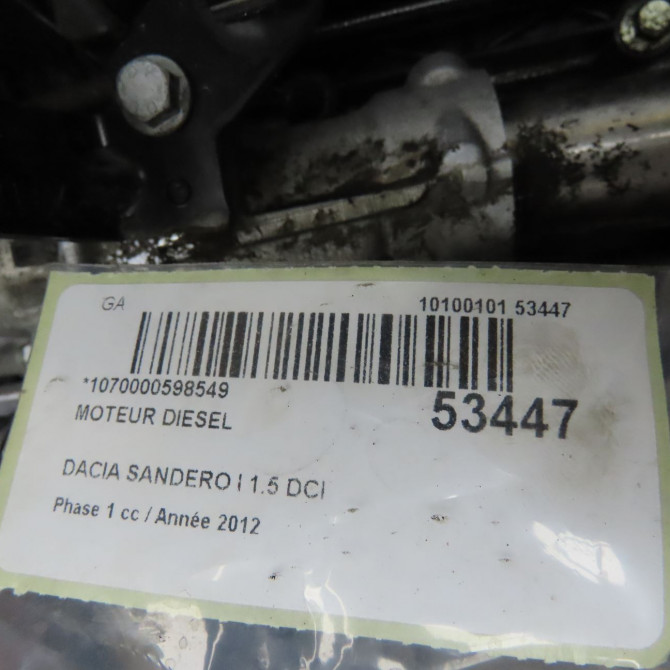 GA
10100101 53447
*1070000598549
53447
MOTEUR DIESEL
DACIA SANDERO I 1.5 DCI
Phase 1 cc / Année 2012